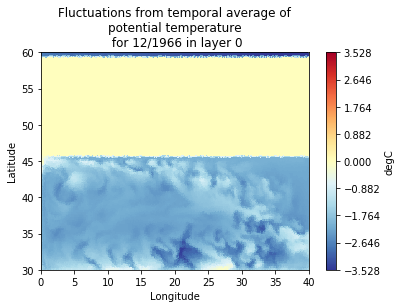 Fluctuations from temporal average of
potential temperature
for 12/1966 in layer 0
60
55
50
45
40
35
30
Latitude
0 5 10 15 20 25 30 35 40
Longitude
3.528
2.646
1.764
0.882
0.000
−0.882
−1.764
−2.646
−3.528
degC